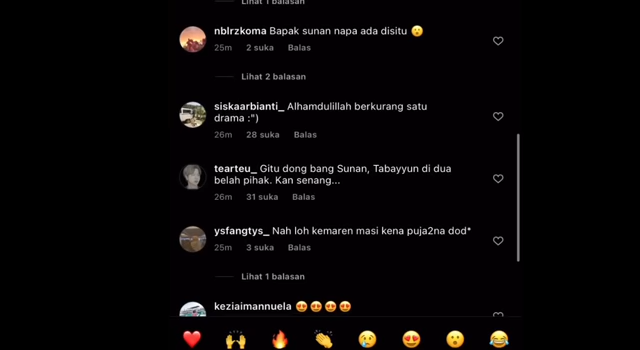 Lihat 1 balasan
nblrzkoma Bapak sunan napa ada disitu 😮
25m 2 suka Balas
Lihat 2 balasan
siskaarbianti_ Alhamdulillah berkurang satu
drama :")
26m 28 suka Balas
tearteu_ Gitu dong bang Sunan, Tabayyun di dua
belah pihak. Kan senang...
26m 31 suka Balas
ysfangtys_ Nah loh kemaren masi kena puja2na dod*
25m 3 suka Balas
Lihat 1 balasan
keziaimannuela 😍😍😍😍
❤️🙌🔥👏😢😍😮😂